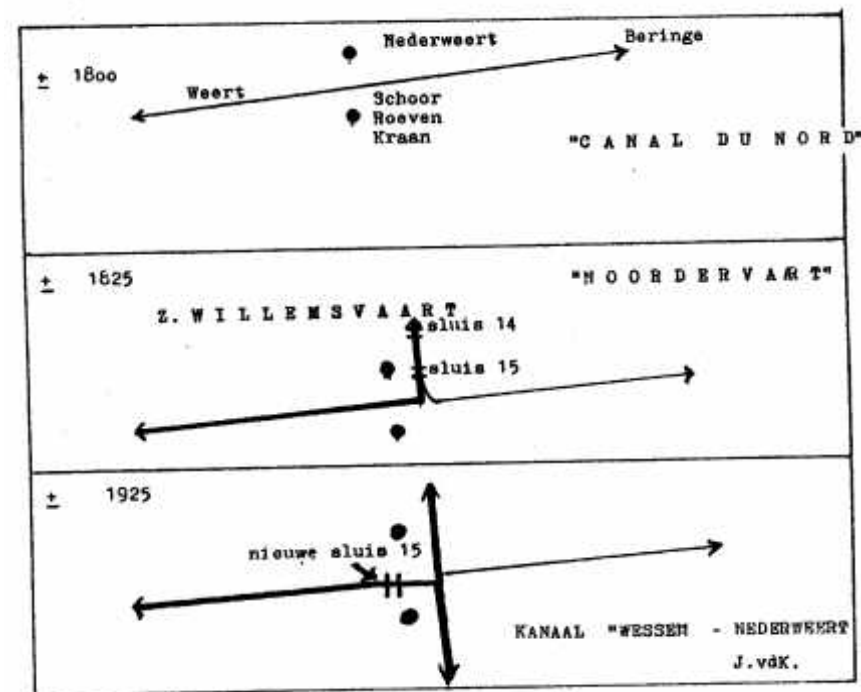 Nederweert
Beringe
± 18oo
Weert
Schoor
Roeven
Kraan
"CANAL DU NORD"
± 1825
"NOORDERVAART"
Z. WILLEMSVAART
sluis 14
sluis 15
± 1925
nieuwe sluis 15
KANAAL "WESSEM - NEDERWEERT
J.vdK.